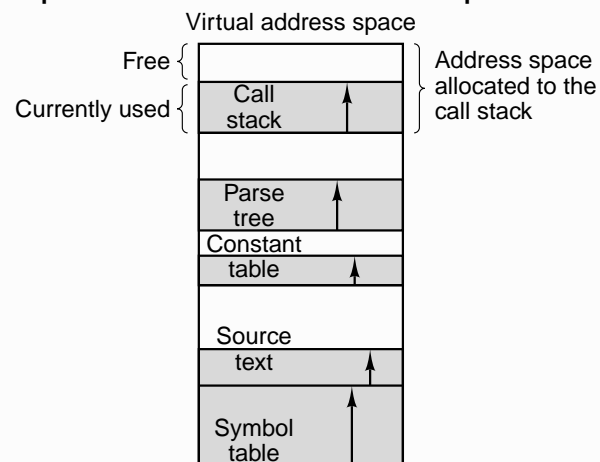 Virtual address space
Free
Currently used
Address space
allocated to the
call stack
Call
stack
Parse
tree
Constant
table
Source
text
Symbol
table